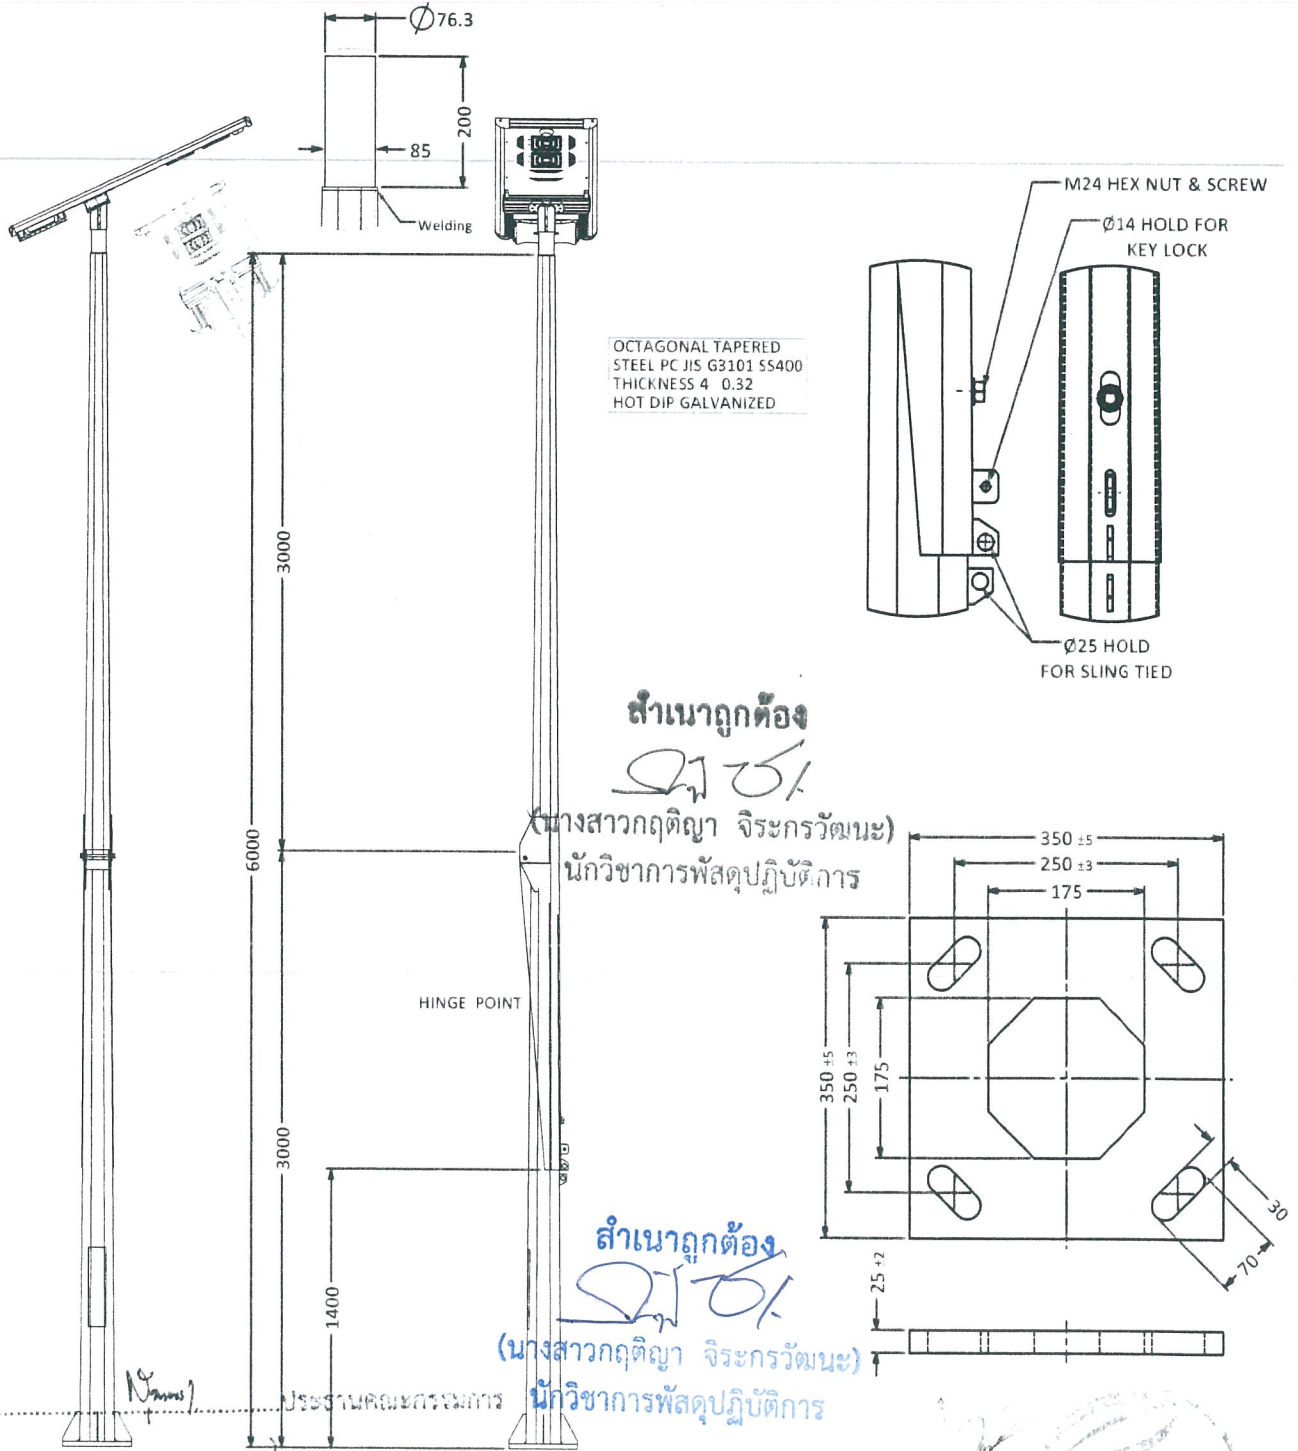 Ø76.3
200
85
Welding
M24 HEX NUT & SCREW
Ø14 HOLD FOR
KEY LOCK
OCTAGONAL TAPERED
STEEL PC JIS G3101 SS400
THICKNESS 4 0.32
HOT DIP GALVANIZED
3000
6000
Ø25 HOLD
FOR SLING TIED
สำเนาถูกต้อง
(นางสาวกฤติญา จิระกรวัฒนะ)
นักวิชาการพัสดุปฏิบัติการ
350 ±5
250 ±3
175
HINGE POINT
350 ±5
250 ±3
175
3000
1400
30
70
25 ±2
สำเนาถูกต้อง
(นางสาวกฤติญา จิระกรวัฒนะ)
นักวิชาการพัสดุปฏิบัติการ
ประธานคณะกรรมการ